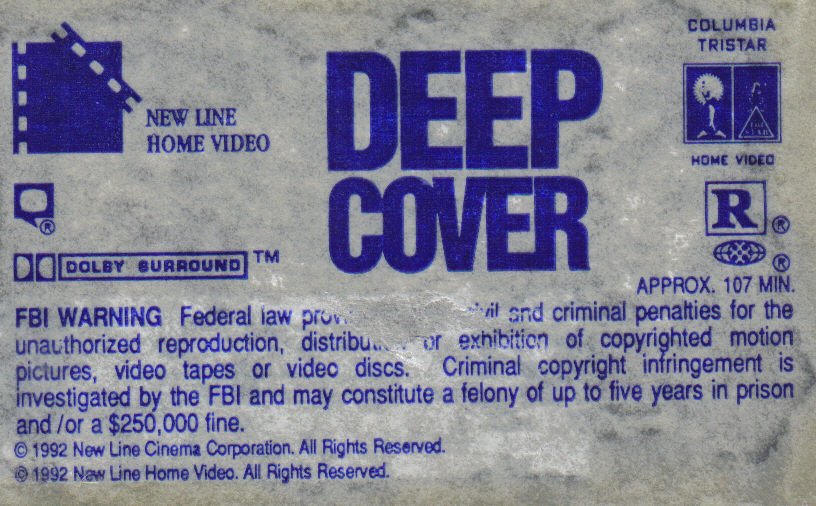 NEW LINE
HOME VIDEO
DEEP
COVER
COLUMBIA
TRISTAR
HOME VIDEO
R®
®
®
DOLBY SURROUND ™
APPROX. 107 MIN.
FBI WARNING Federal law and criminal penalties for the
unauthorized reproduction, or exhibition of copyrighted motion
pictures, video tapes or video discs. Criminal copyright infringement is
investigated by the FBI and may constitute a felony of up to five years in prison
and /or a $250,000 fine.
© 1992 New Line Cinema Corporation. All Rights Reserved.
© 1992 New Line Home Video. All Rights Reserved.